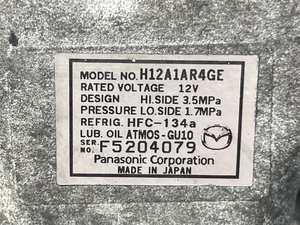 MODEL NO. H12A1AR4GE
RATED VOLTAGE 12V
DESIGN HI.SIDE 3.5MPa
PRESSURE LO.SIDE 1.7MPa
REFRIG. HFC-134a
LUB. OIL ATMOS-GU10
SER. NO. F5204079
Panasonic Corporation
MADE IN JAPAN